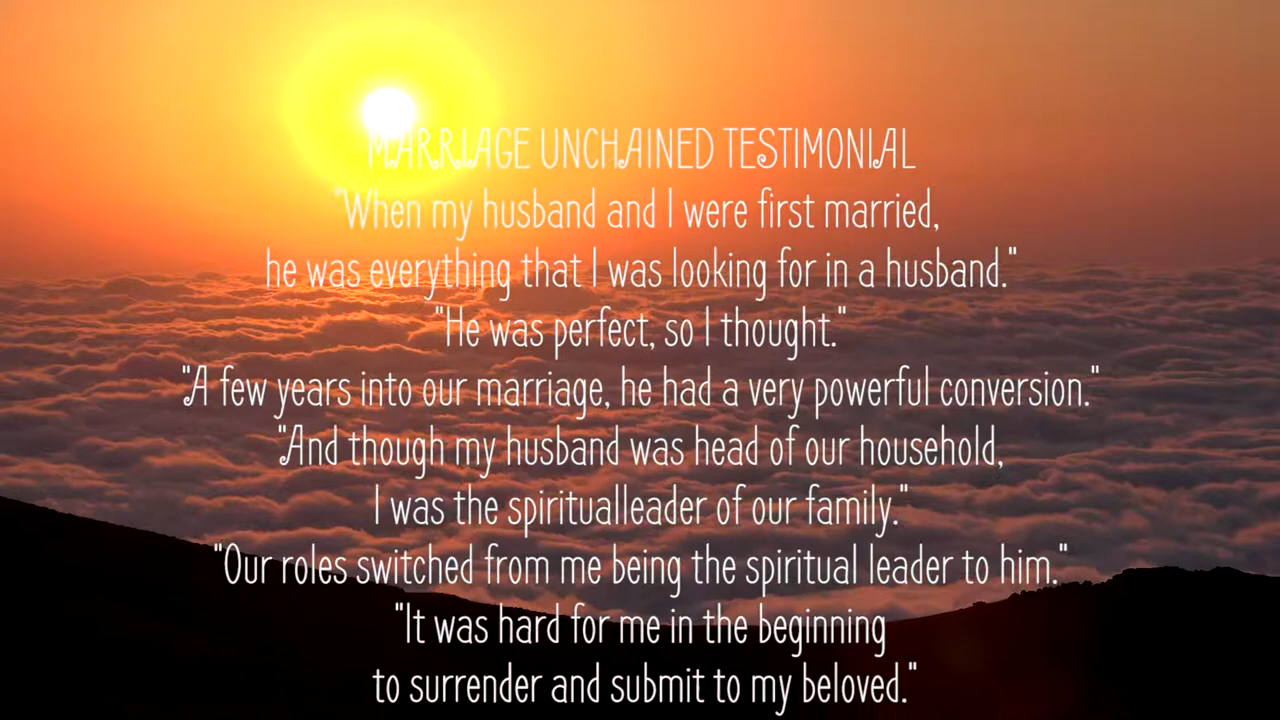 MARRIAGE UNCHAINED TESTIMONIAL
"When my husband and I were first married,
he was everything that I was looking for in a husband."
"He was perfect, so I thought."
"A few years into our marriage, he had a very powerful conversion."
"And though my husband was head of our household,
I was the spiritualleader of our family."
"Our roles switched from me being the spiritual leader to him."
"It was hard for me in the beginning
to surrender and submit to my beloved."